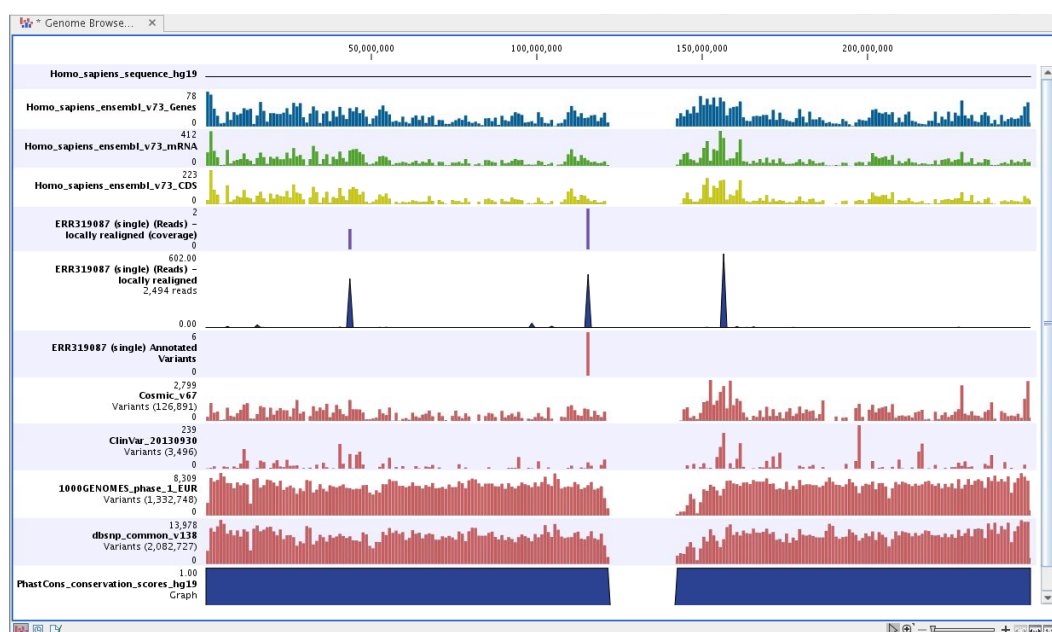 * Genome Browse... ×
50,000,000 100,000,000 150,000,000 200,000,000
Homo_sapiens_sequence_hg19
78
Homo_sapiens_ensembl_v73_Genes
0
412
Homo_sapiens_ensembl_v73_mRNA
0
223
Homo_sapiens_ensembl_v73_CDS
0
2
ERR319087 (single) (Reads) –
locally realigned (coverage)
0
602.00
ERR319087 (single) (Reads) –
locally realigned
2,494 reads
0.00
6
ERR319087 (single) Annotated
Variants
0
2,799
Cosmic_v67
Variants (126,891)
0
239
ClinVar_20130930
Variants (3,496)
0
8,309
1000GENOMES_phase_1_EUR
Variants (1,332,748)
0
13,978
dbsnp_common_v138
Variants (2,082,727)
0
1.00
PhastCons_conservation_scores_hg19
Graph